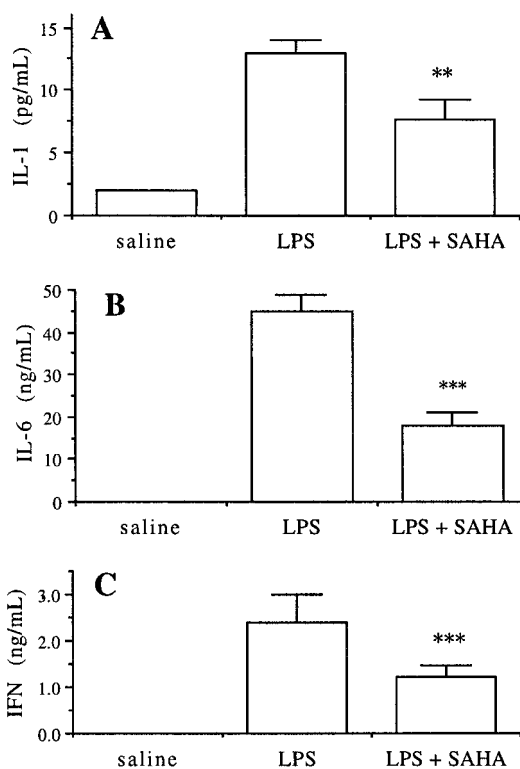 A
15
10
5
0
IL-1 (pg/mL)
**
saline LPS LPS + SAHA
B
50
40
30
20
10
0
IL-6 (ng/mL)
***
saline LPS LPS + SAHA
C
3.0
2.0
1.0
0.0
IFN (ng/mL)
***
saline LPS LPS + SAHA